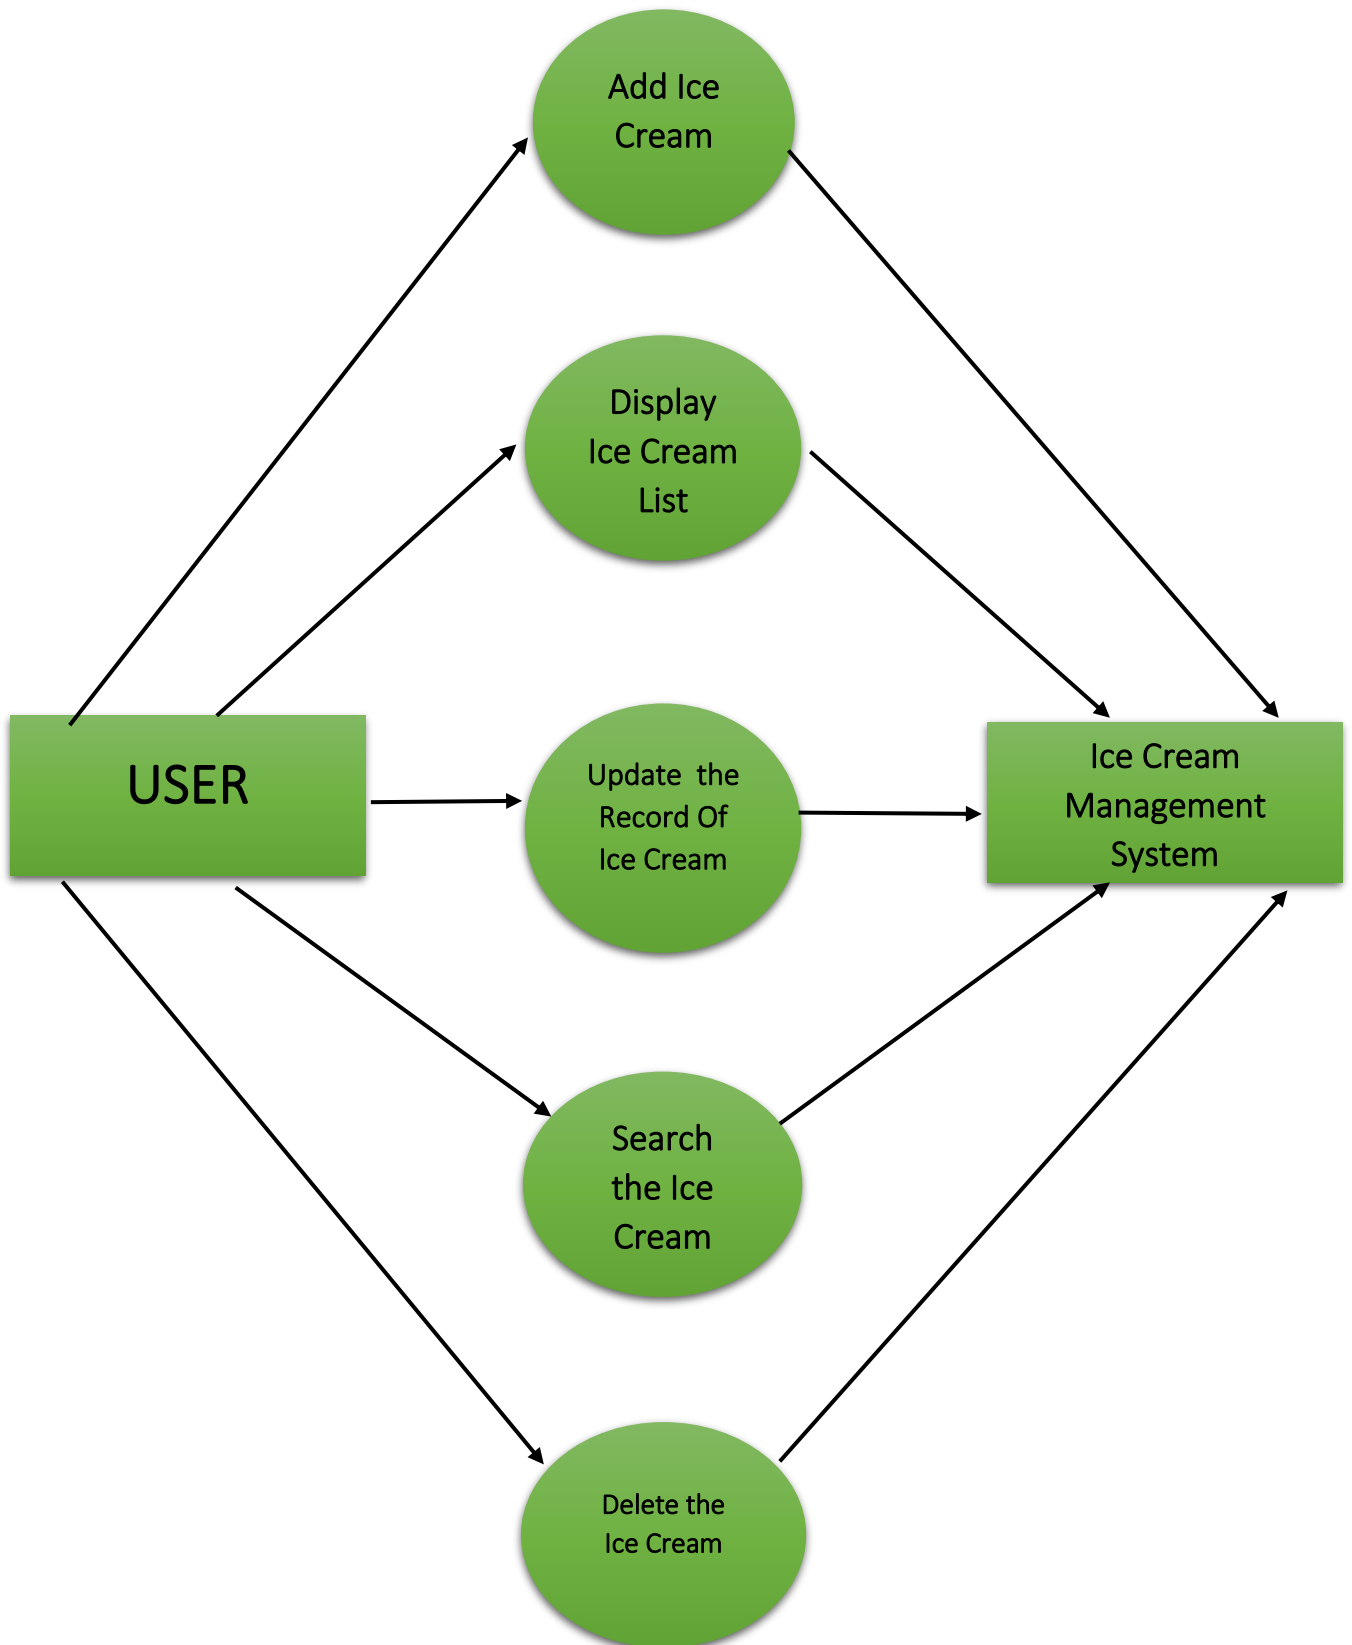 Add Ice
Cream
Display
Ice Cream
List
USER
Update  the
Record Of
Ice Cream
Ice Cream
Management
System
Search
the Ice
Cream
Delete the
Ice Cream